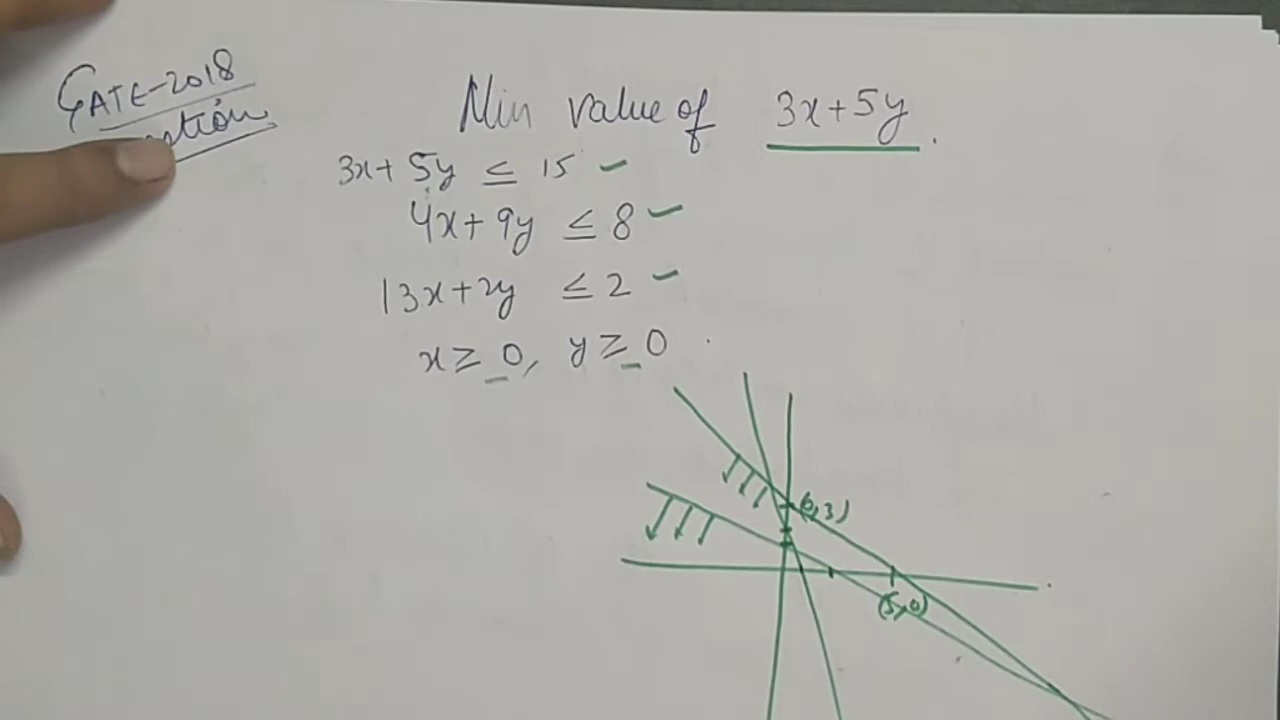 GATE-2018
Min value of 3x+5y.
3x+5y ≤ 15
4x+9y ≤ 8
13x+2y ≤ 2
x ≥ 0, y ≥ 0
(0,3)
(5,0)